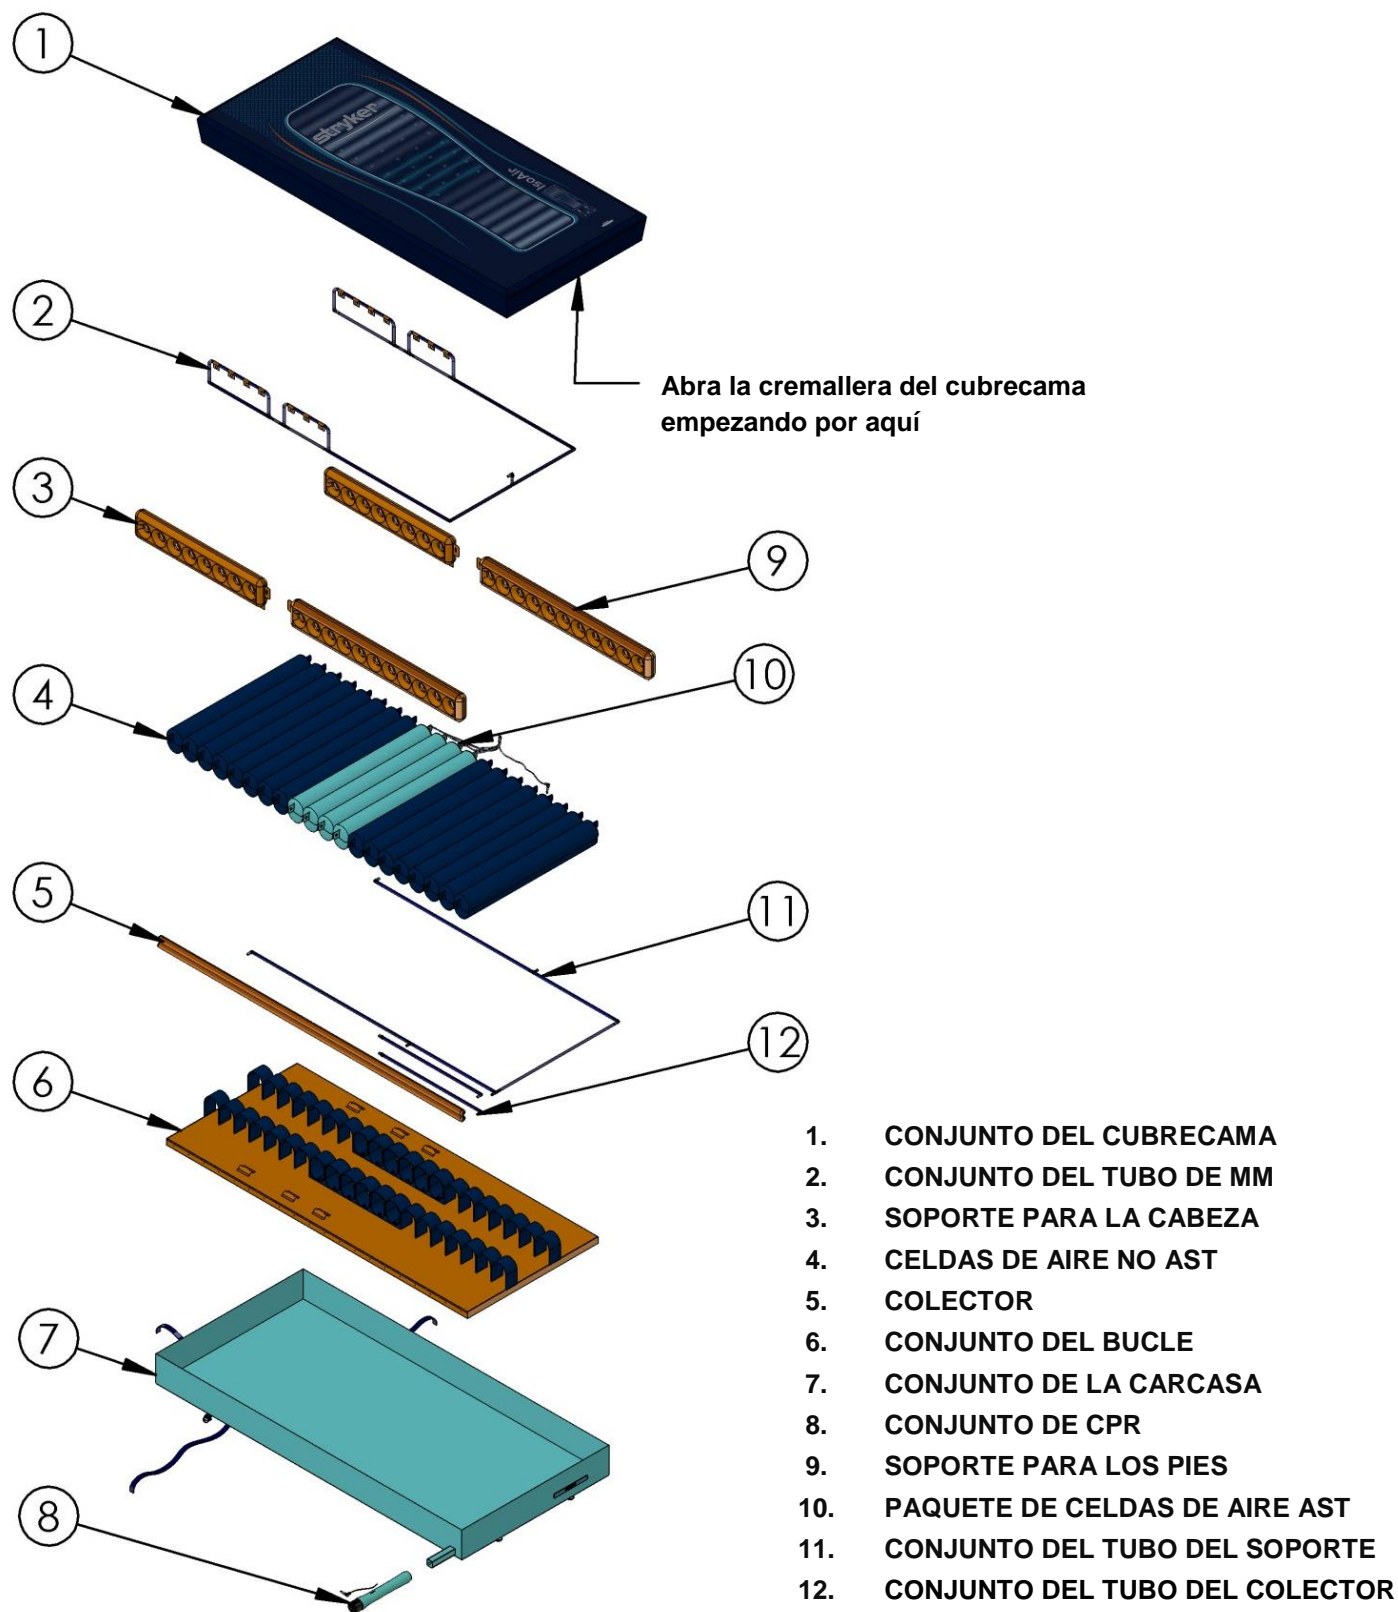 1
stryker
IsoAir
2
Abra la cremallera del cubrecama
empezando por aquí
3
9
10
4
5
11
12
6
7
8
1. CONJUNTO DEL CUBRECAMA
2. CONJUNTO DEL TUBO DE MM
3. SOPORTE PARA LA CABEZA
4. CELDAS DE AIRE NO AST
5. COLECTOR
6. CONJUNTO DEL BUCLE
7. CONJUNTO DE LA CARCASA
8. CONJUNTO DE CPR
9. SOPORTE PARA LOS PIES
10. PAQUETE DE CELDAS DE AIRE AST
11. CONJUNTO DEL TUBO DEL SOPORTE
12. CONJUNTO DEL TUBO DEL COLECTOR